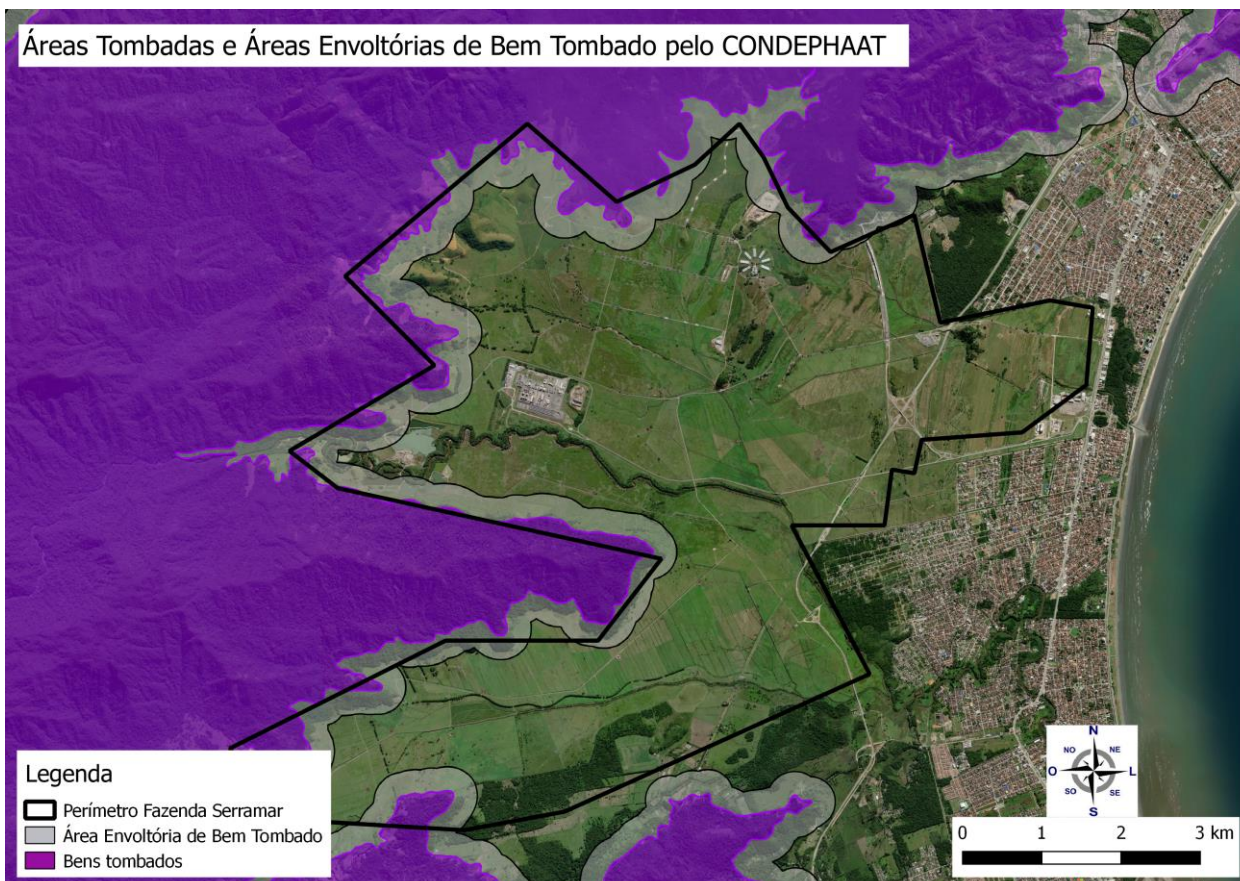 Áreas Tombadas e Áreas Envoltórias de Bem Tombado pelo CONDEPHAAT
Legenda
Perímetro Fazenda Serramar
Área Envoltória de Bem Tombado
Bens tombados
N
NO NE
O L
SO SE
S
0 1 2 3 km